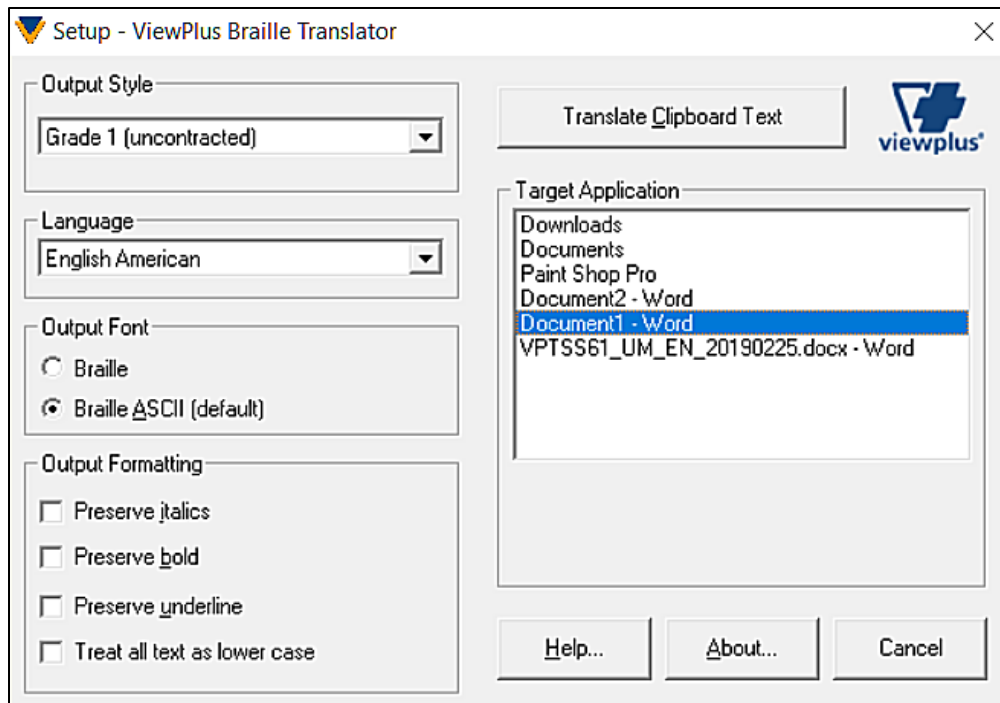 Setup - ViewPlus Braille Translator
Output Style
Grade 1 (uncontracted)
Language
English American
Output Font
Braille
Braille ASCII (default)
Output Formatting
Preserve italics
Preserve bold
Preserve underline
Treat all text as lower case
Translate Clipboard Text
viewplus®
Target Application
Downloads
Documents
Paint Shop Pro
Document2 - Word
Document1 - Word
VPTSS61_UM_EN_20190225.docx - Word
Help...
About...
Cancel